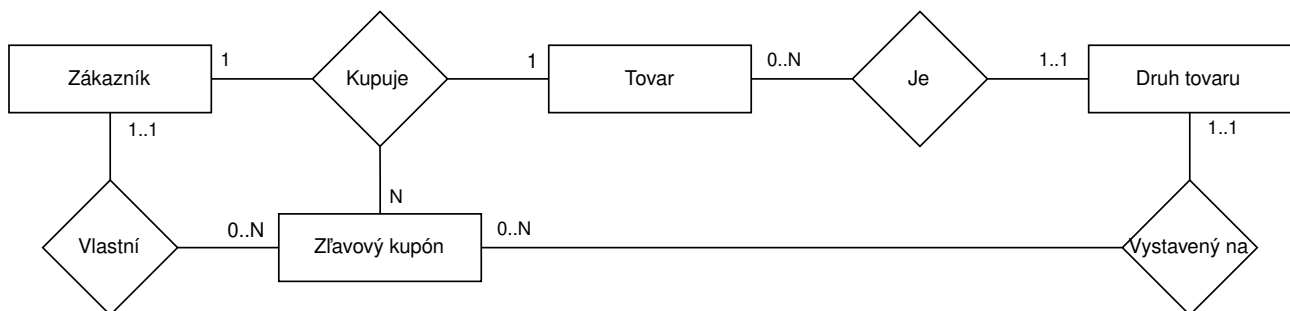 Zákazník
1
Kupuje
1
Tovar
0..N
Je
1..1
Druh tovaru
1..1
1..1
N
Vlastní
0..N
Zľavový kupón
0..N
Vystavený na